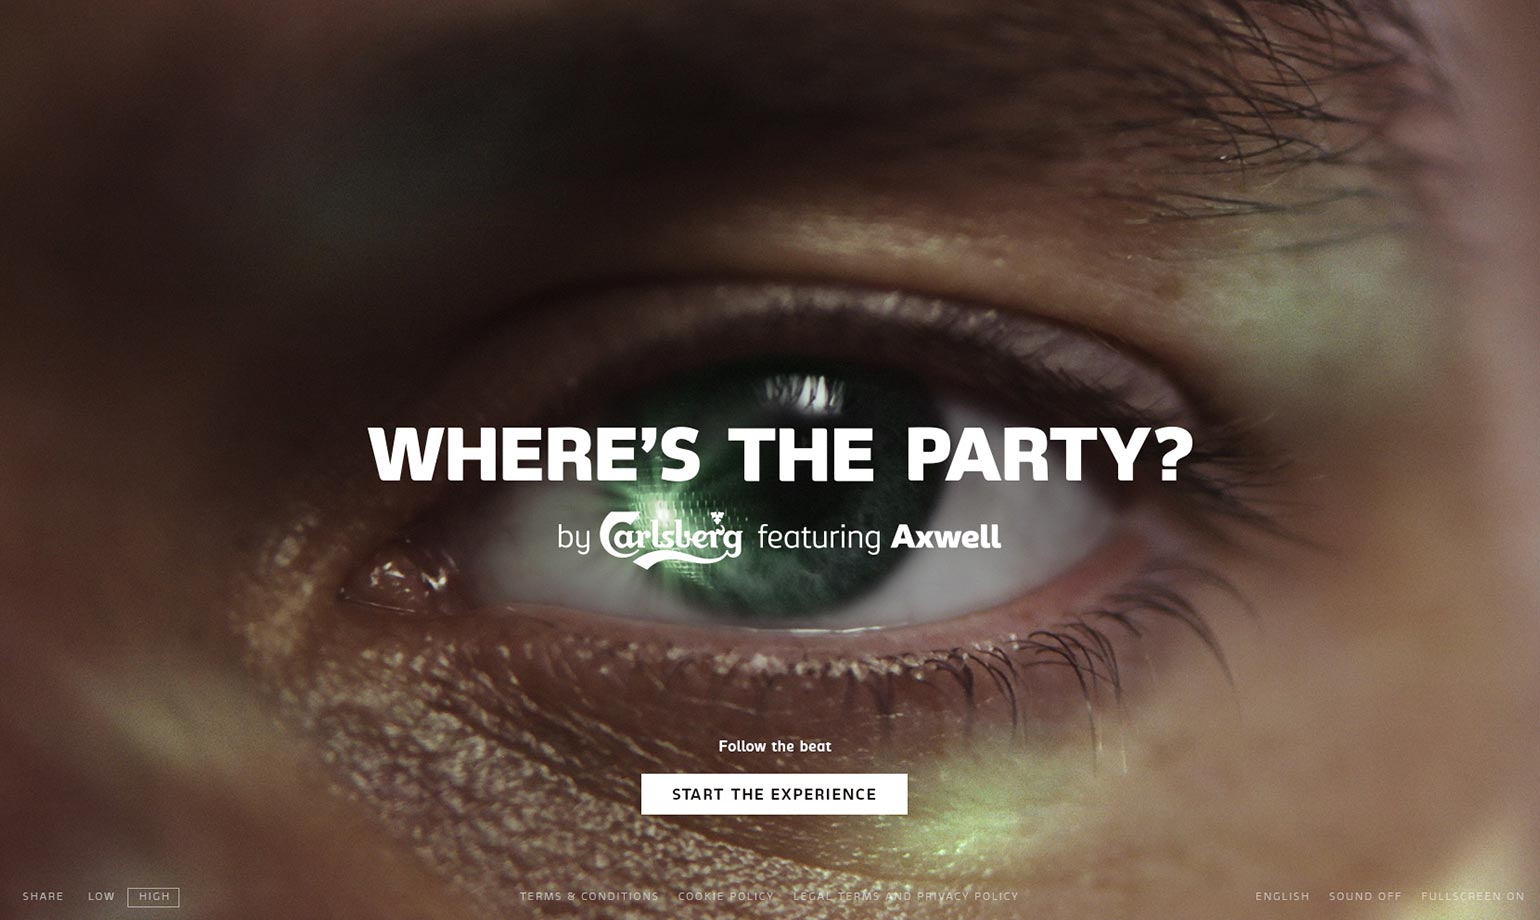 WHERE’S THE PARTY?
by Carlsberg featuring Axwell
Follow the beat
START THE EXPERIENCE
SHARE LOW HIGH TERMS & CONDITIONS COOKIE POLICY LEGAL TERMS AND PRIVACY POLICY ENGLISH SOUND OFF FULLSCREEN ON